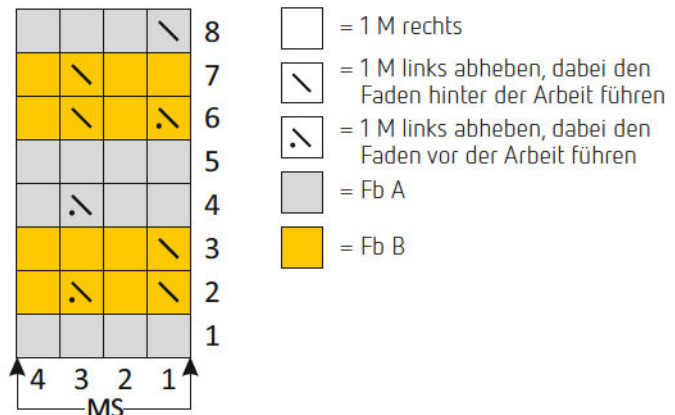 8
7
6
5
4
3
2
1
4 3 2 1
MS
= 1 M rechts
= 1 M links abheben, dabei den
Faden hinter der Arbeit führen
= 1 M links abheben, dabei den
Faden vor der Arbeit führen
= Fb A
= Fb B